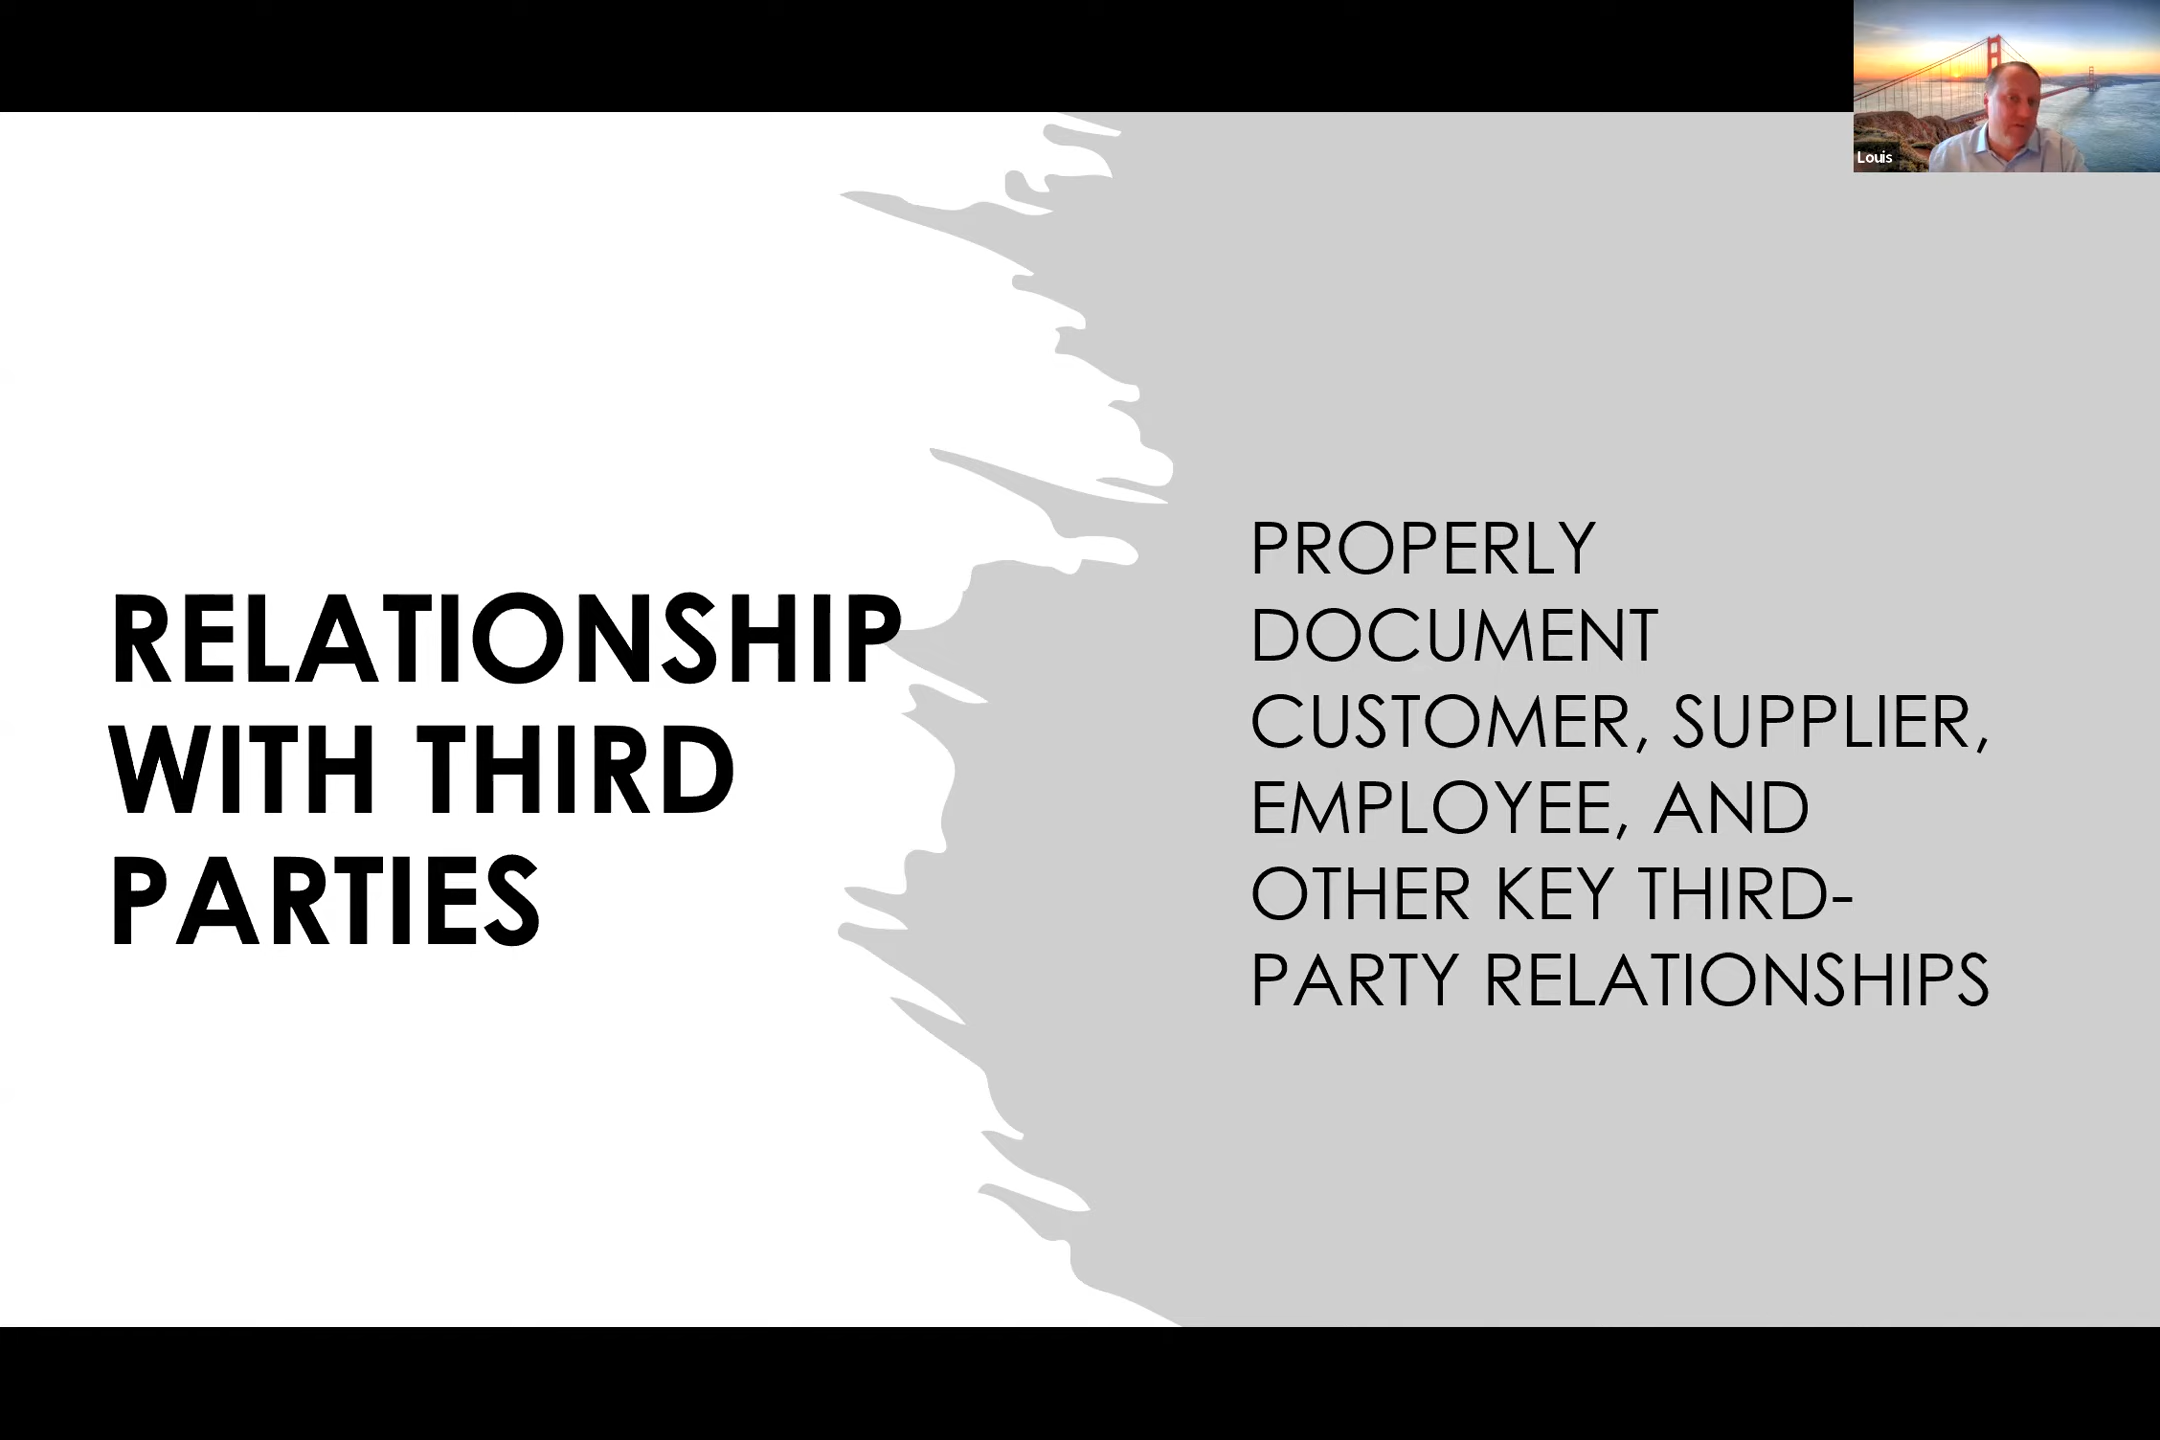 Louis
RELATIONSHIP
WITH THIRD
PARTIES
PROPERLY
DOCUMENT
CUSTOMER, SUPPLIER,
EMPLOYEE, AND
OTHER KEY THIRD-
PARTY RELATIONSHIPS